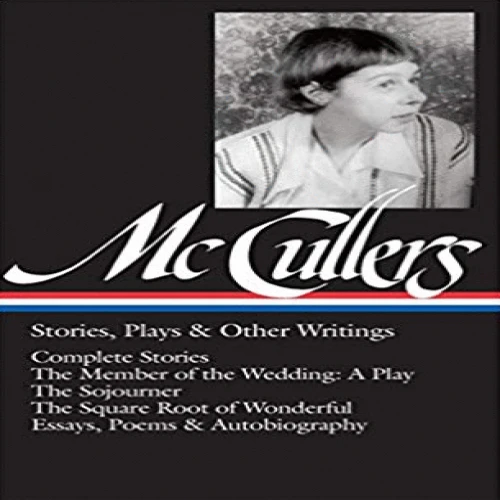 McCullers
Stories, Plays & Other Writings
Complete Stories
The Member of the Wedding: A Play
The Sojourner
The Square Root of Wonderful
Essays, Poems & Autobiography